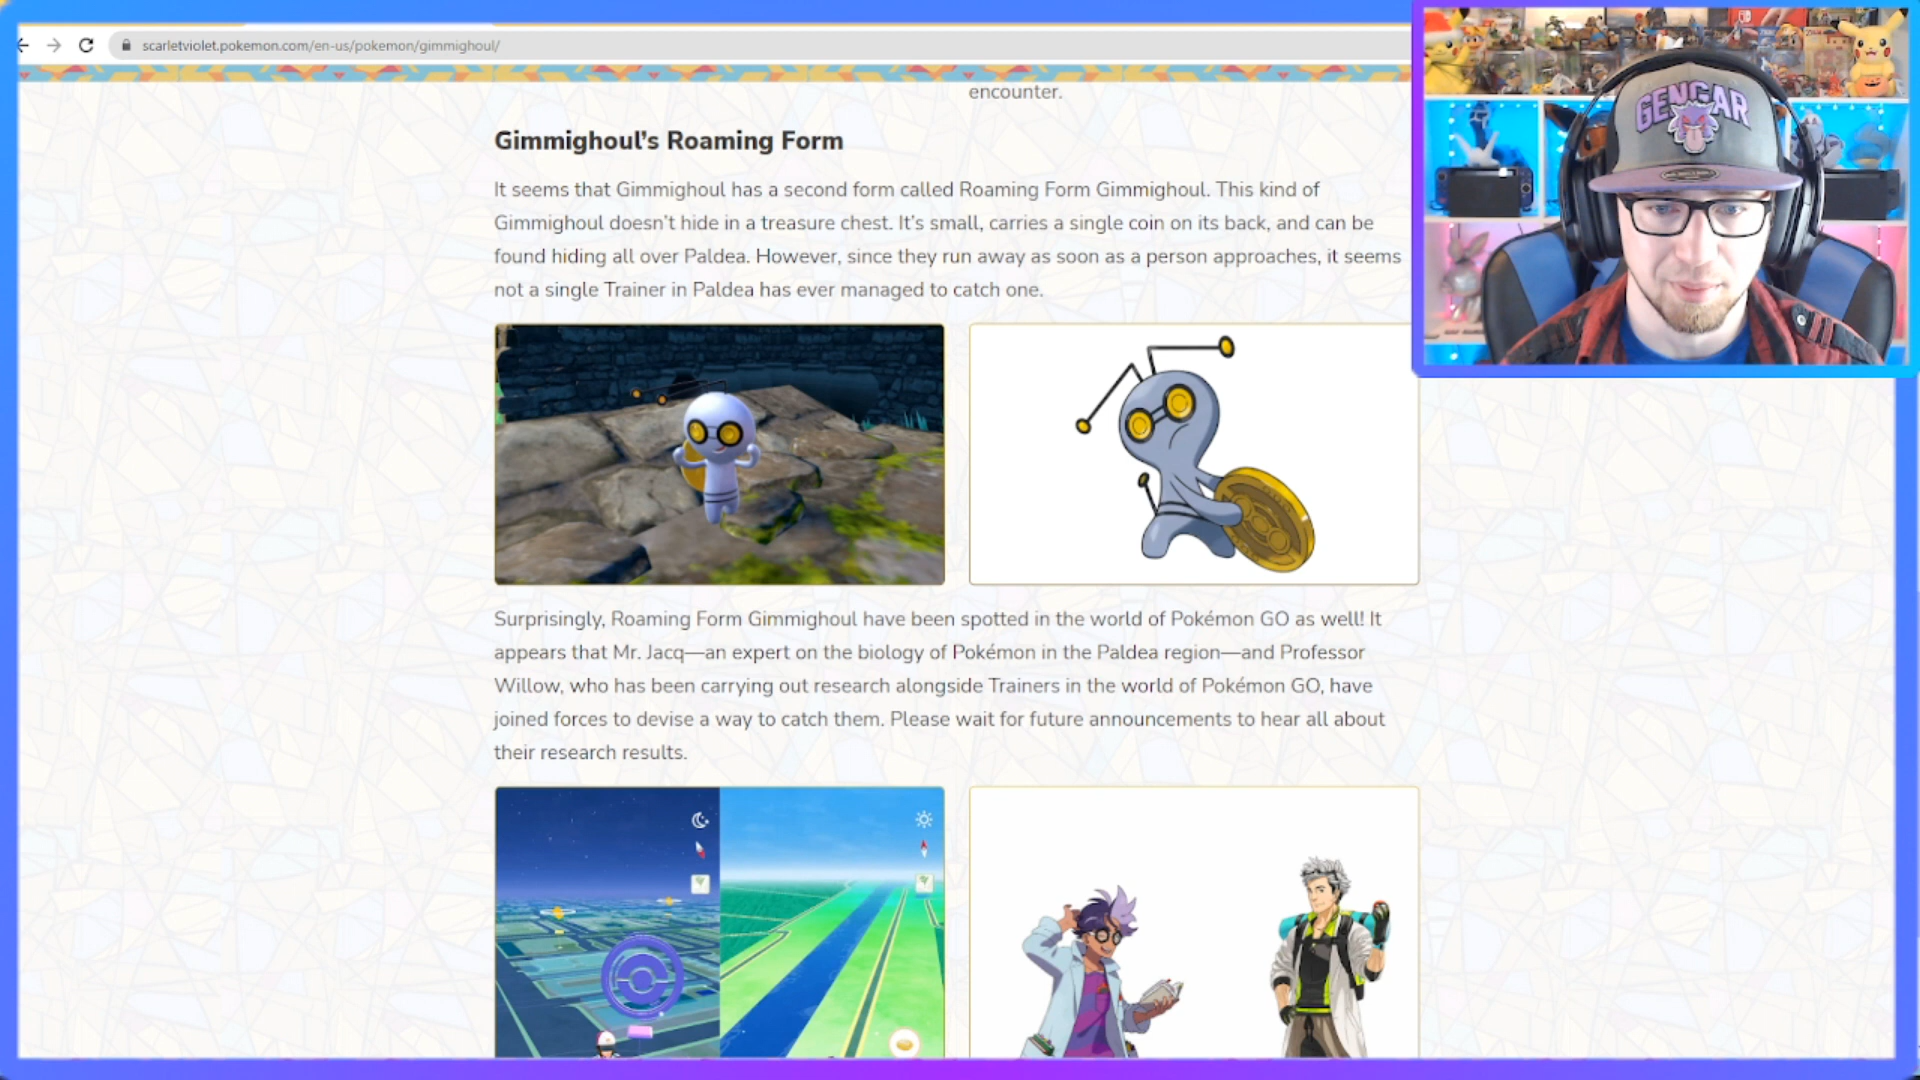 scarletviolet.pokemon.com/en-us/pokemon/gimmighoul/
encounter.
GENGAR
Gimmighoul’s Roaming Form
It seems that Gimmighoul has a second form called Roaming Form Gimmighoul. This kind of
Gimmighoul doesn’t hide in a treasure chest. It’s small, carries a single coin on its back, and can be
found hiding all over Paldea. However, since they run away as soon as a person approaches, it seems
not a single Trainer in Paldea has ever managed to catch one.
Surprisingly, Roaming Form Gimmighoul have been spotted in the world of Pokémon GO as well! It
appears that Mr. Jacq—an expert on the biology of Pokémon in the Paldea region—and Professor
Willow, who has been carrying out research alongside Trainers in the world of Pokémon GO, have
joined forces to devise a way to catch them. Please wait for future announcements to hear all about
their research results.